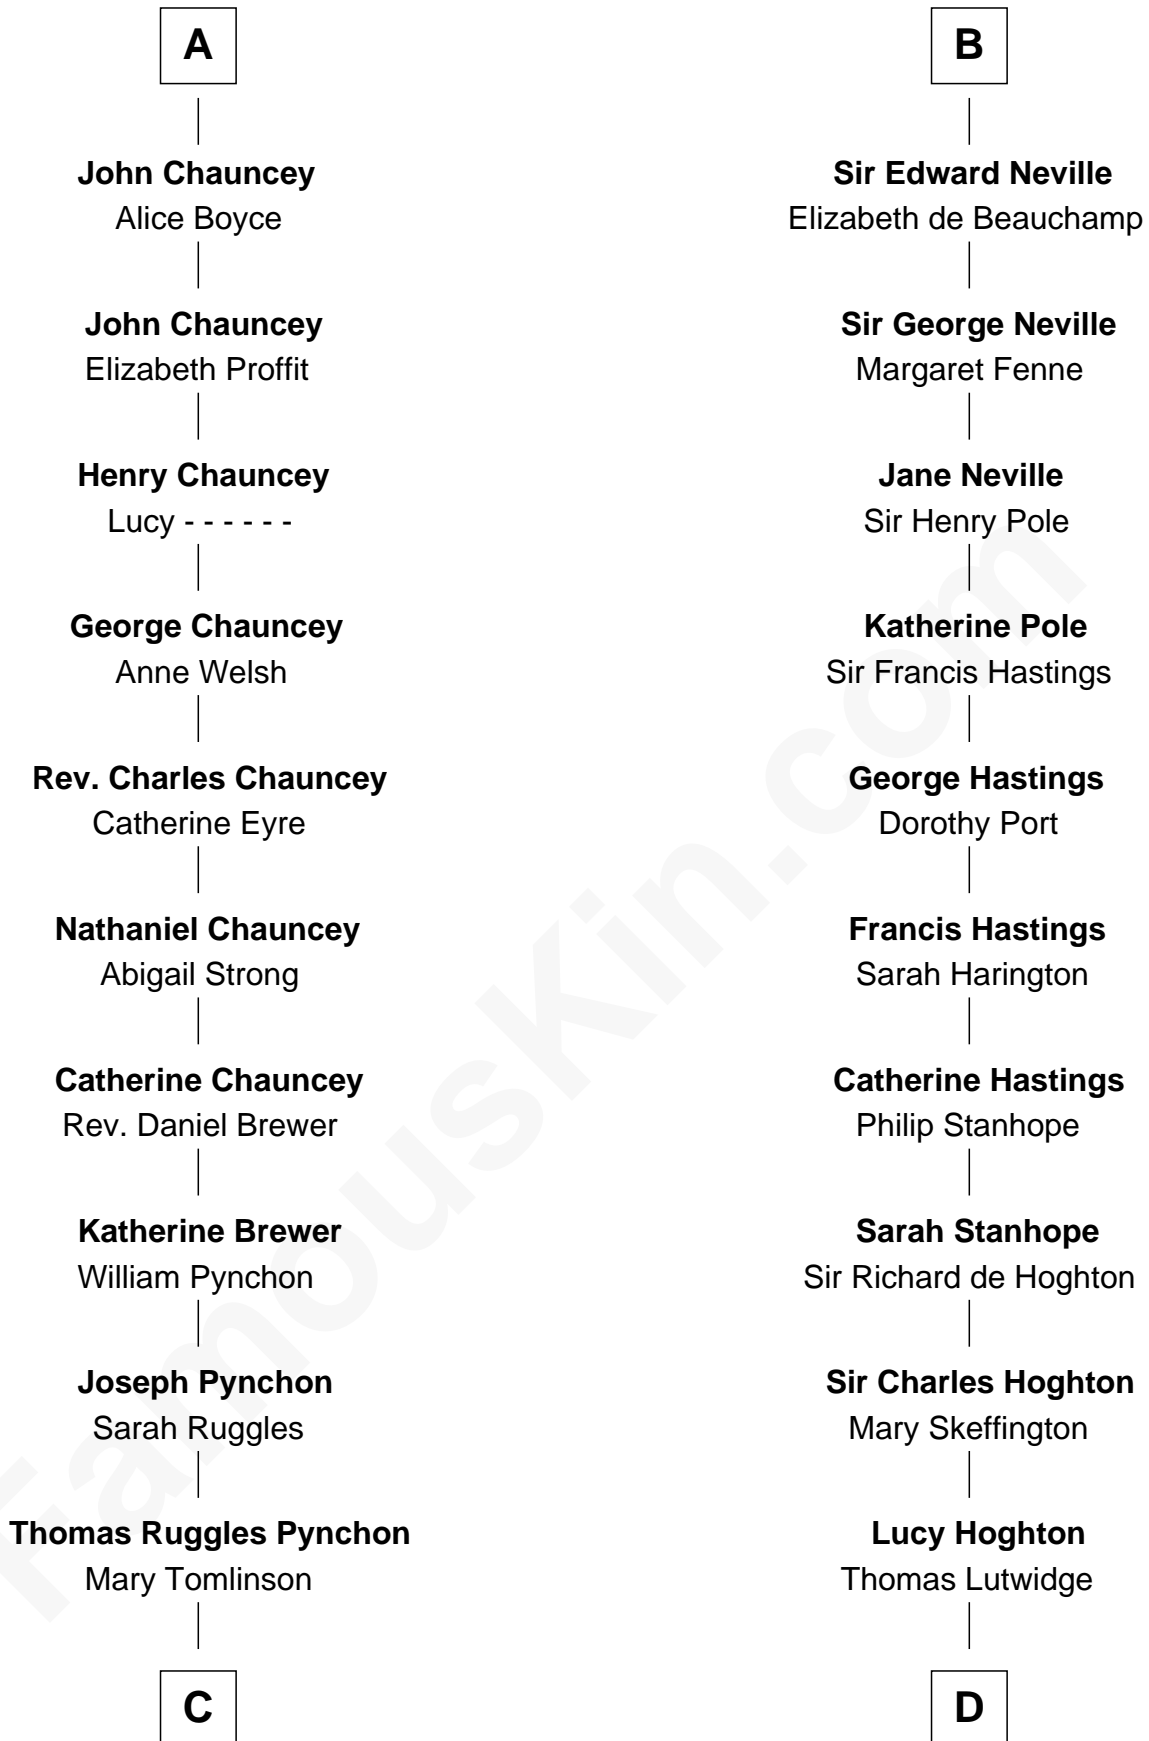 A
John Chauncey
Alice Boyce
John Chauncey
Elizabeth Proffit
Henry Chauncey
Lucy - - - - - -
George Chauncey
Anne Welsh
Rev. Charles Chauncey
Catherine Eyre
Nathaniel Chauncey
Abigail Strong
Catherine Chauncey
Rev. Daniel Brewer
Katherine Brewer
William Pynchon
Joseph Pynchon
Sarah Ruggles
Thomas Ruggles Pynchon
Mary Tomlinson
C
B
Sir Edward Neville
Elizabeth de Beauchamp
Sir George Neville
Margaret Fenne
Jane Neville
Sir Henry Pole
Katherine Pole
Sir Francis Hastings
George Hastings
Dorothy Port
Francis Hastings
Sarah Harington
Catherine Hastings
Philip Stanhope
Sarah Stanhope
Sir Richard de Hoghton
Sir Charles Hoghton
Mary Skeffington
Lucy Hoghton
Thomas Lutwidge
D
FamousKin.com